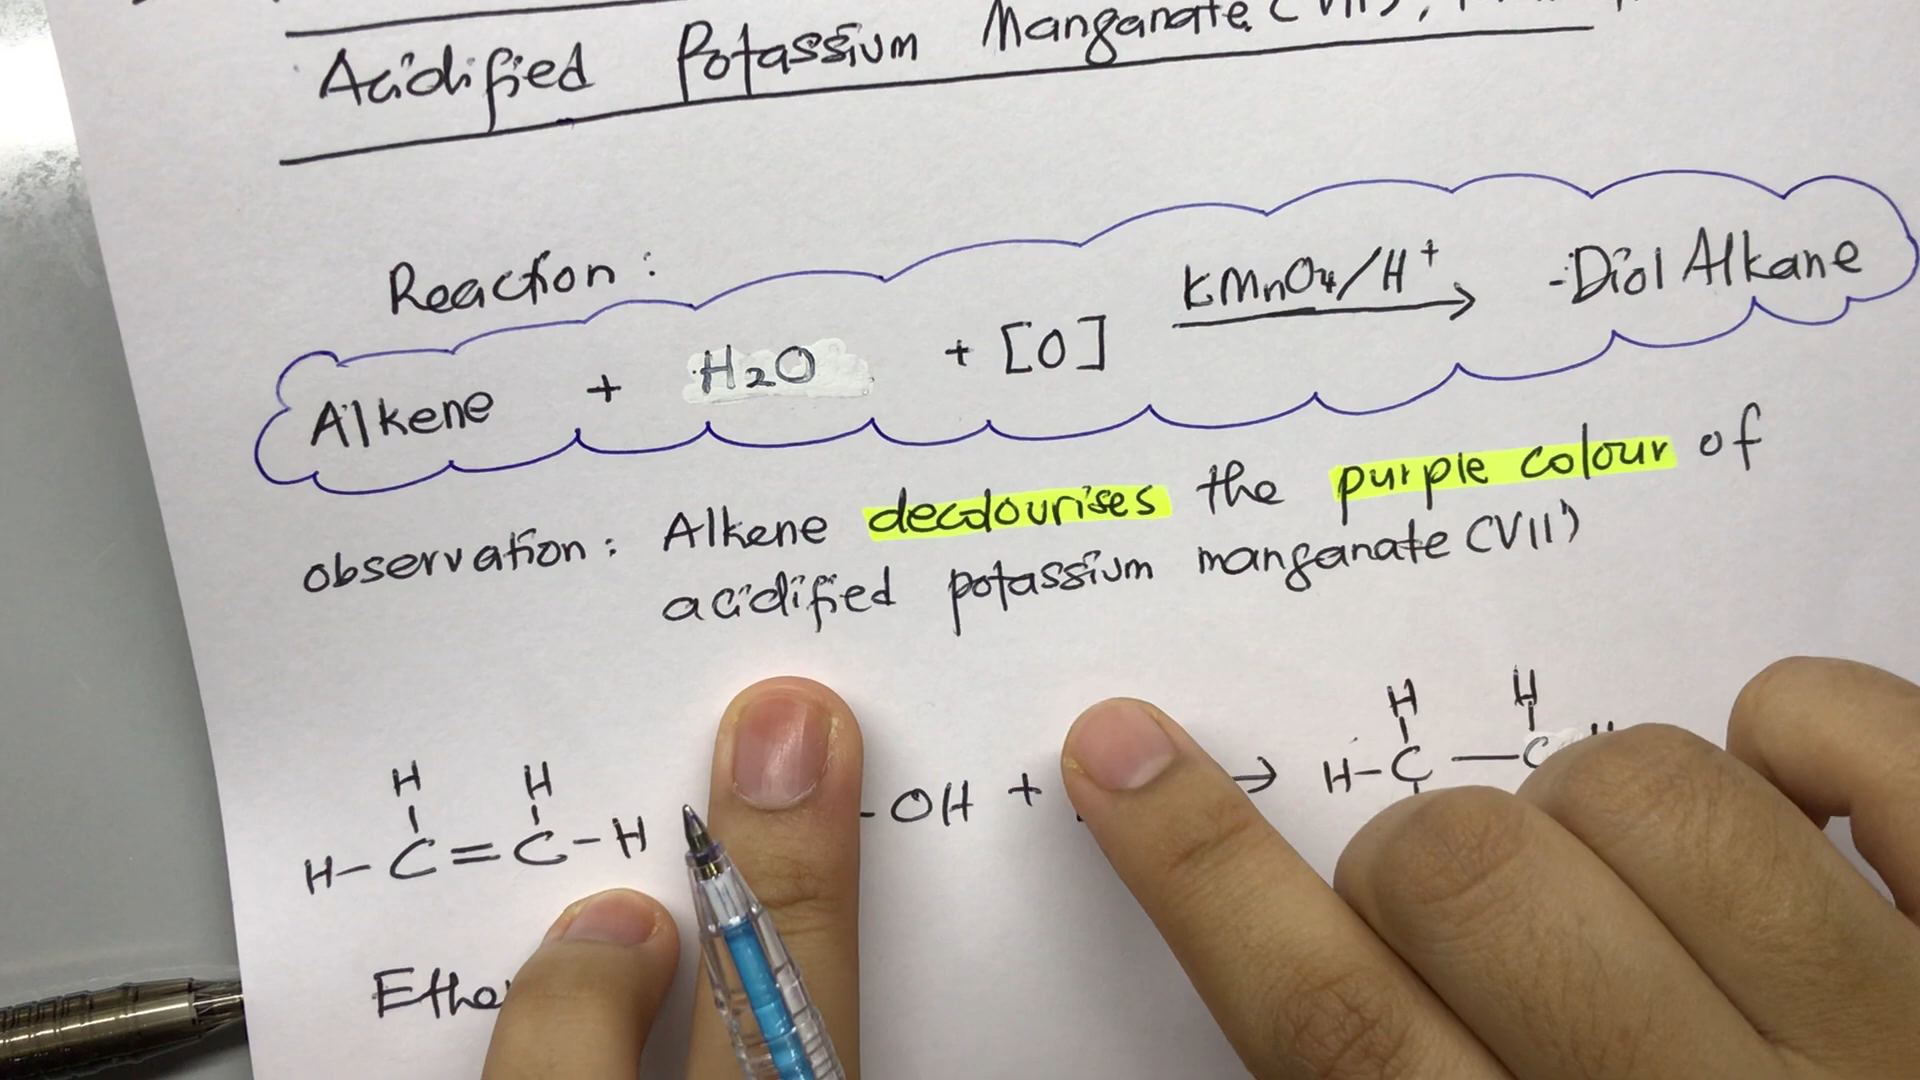 Acidified Potassium Manganate (VII),
Reaction :
KMnO₄/H⁺
Alkene + H₂O + [O] → -Diol Alkane
observation : Alkene decolourises the purple colour of
acidified potassium manganate (VII)
H H
H H
H-C=C-H -OH + → H-C—C
Ethe